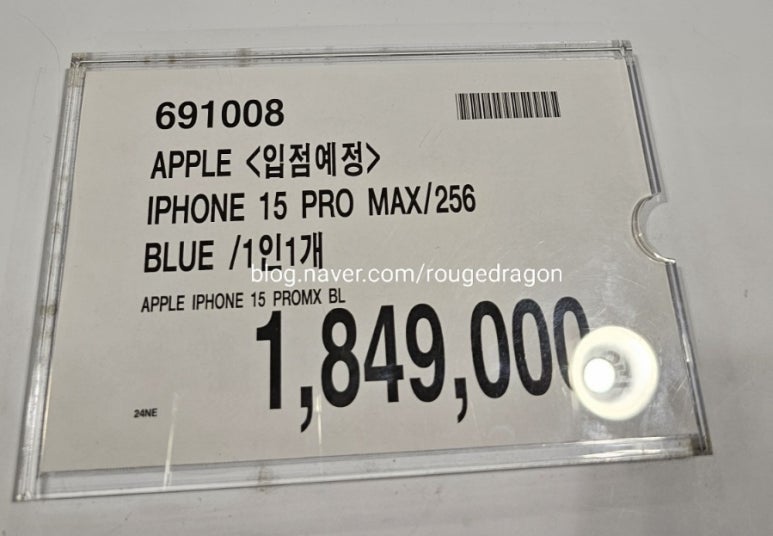 691008
APPLE <입점예정>
IPHONE 15 PRO MAX/256
BLUE /1인1개
blog.naver.com/rougedragon
APPLE IPHONE 15 PROMX BL
1,849,000
24NE